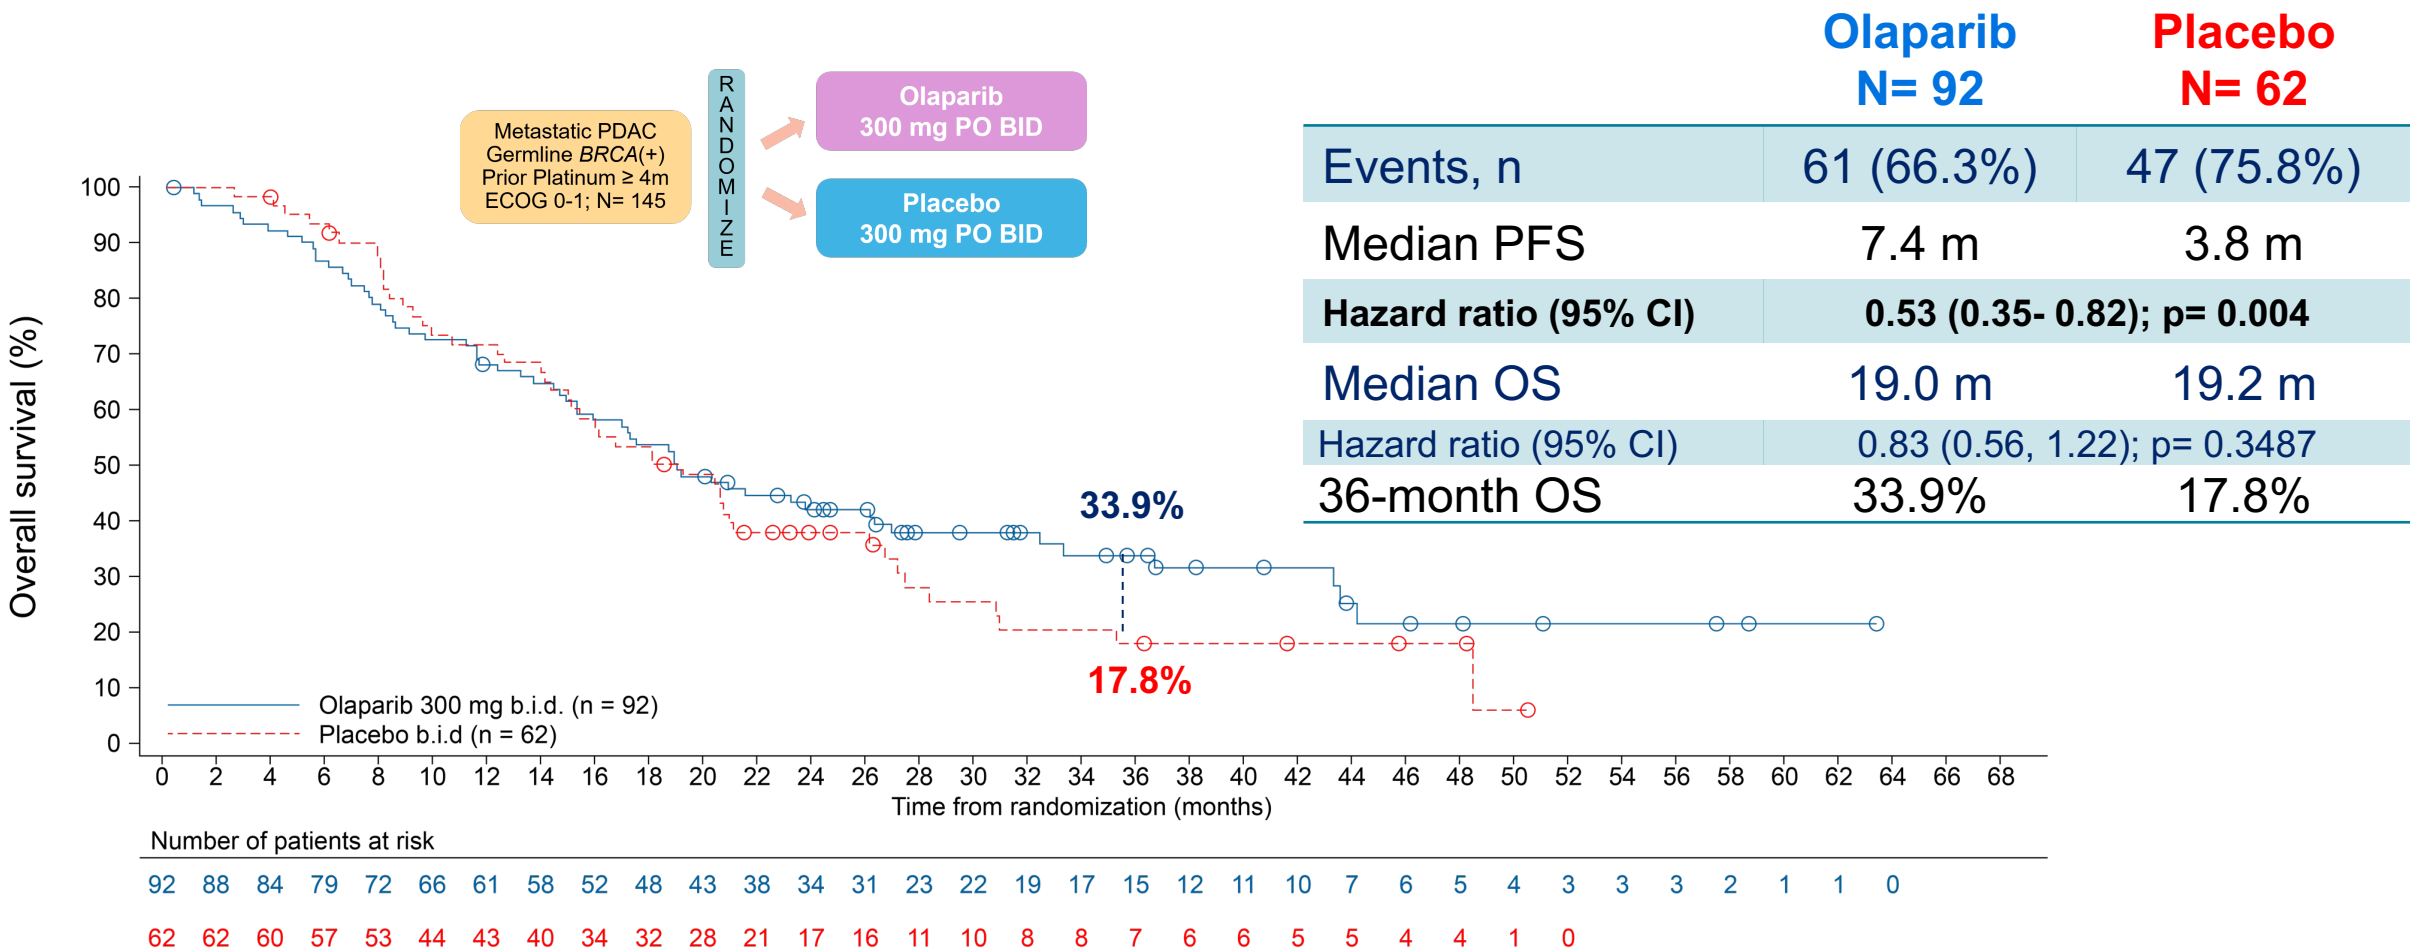 Olaparib Placebo
N= 92 N= 62
Events, n 61 (66.3%) 47 (75.8%)
Median PFS 7.4 m 3.8 m
Hazard ratio (95% CI) 0.53 (0.35- 0.82); p= 0.004
Median OS 19.0 m 19.2 m
Hazard ratio (95% CI) 0.83 (0.56, 1.22); p= 0.3487
36-month OS 33.9% 17.8%
Metastatic PDAC
Germline BRCA(+)
Prior Platinum ≥ 4m
ECOG 0-1; N= 145
R
A
N
D
O
M
I
Z
E
Olaparib
300 mg PO BID
Placebo
300 mg PO BID
Overall survival (%)
100
90
80
70
60
50
40
30
20
10
0
33.9%
17.8%
Olaparib 300 mg b.i.d. (n = 92)
Placebo b.i.d (n = 62)
0 2 4 6 8 10 12 14 16 18 20 22 24 26 28 30 32 34 36 38 40 42 44 46 48 50 52 54 56 58 60 62 64 66 68
Time from randomization (months)
Number of patients at risk
92 88 84 79 72 66 61 58 52 48 43 38 34 31 23 22 19 17 15 12 11 10 7 6 5 4 3 3 3 2 1 1 0
62 62 60 57 53 44 43 40 34 32 28 21 17 16 11 10 8 8 7 6 6 5 5 4 4 1 0